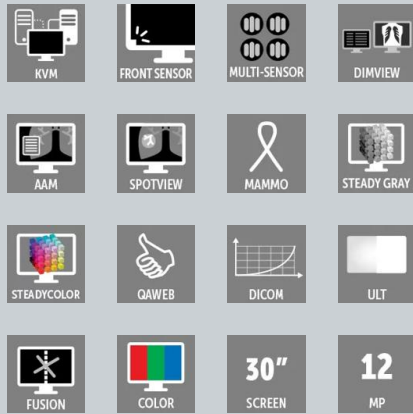 KVM
FRONT SENSOR
MULTI-SENSOR
DIMVIEW
AAM
SPOTVIEW
MAMMO
STEADY GRAY
STEADYCOLOR
QAWEB
DICOM
ULT
FUSION
COLOR
30"
SCREEN
12
MP